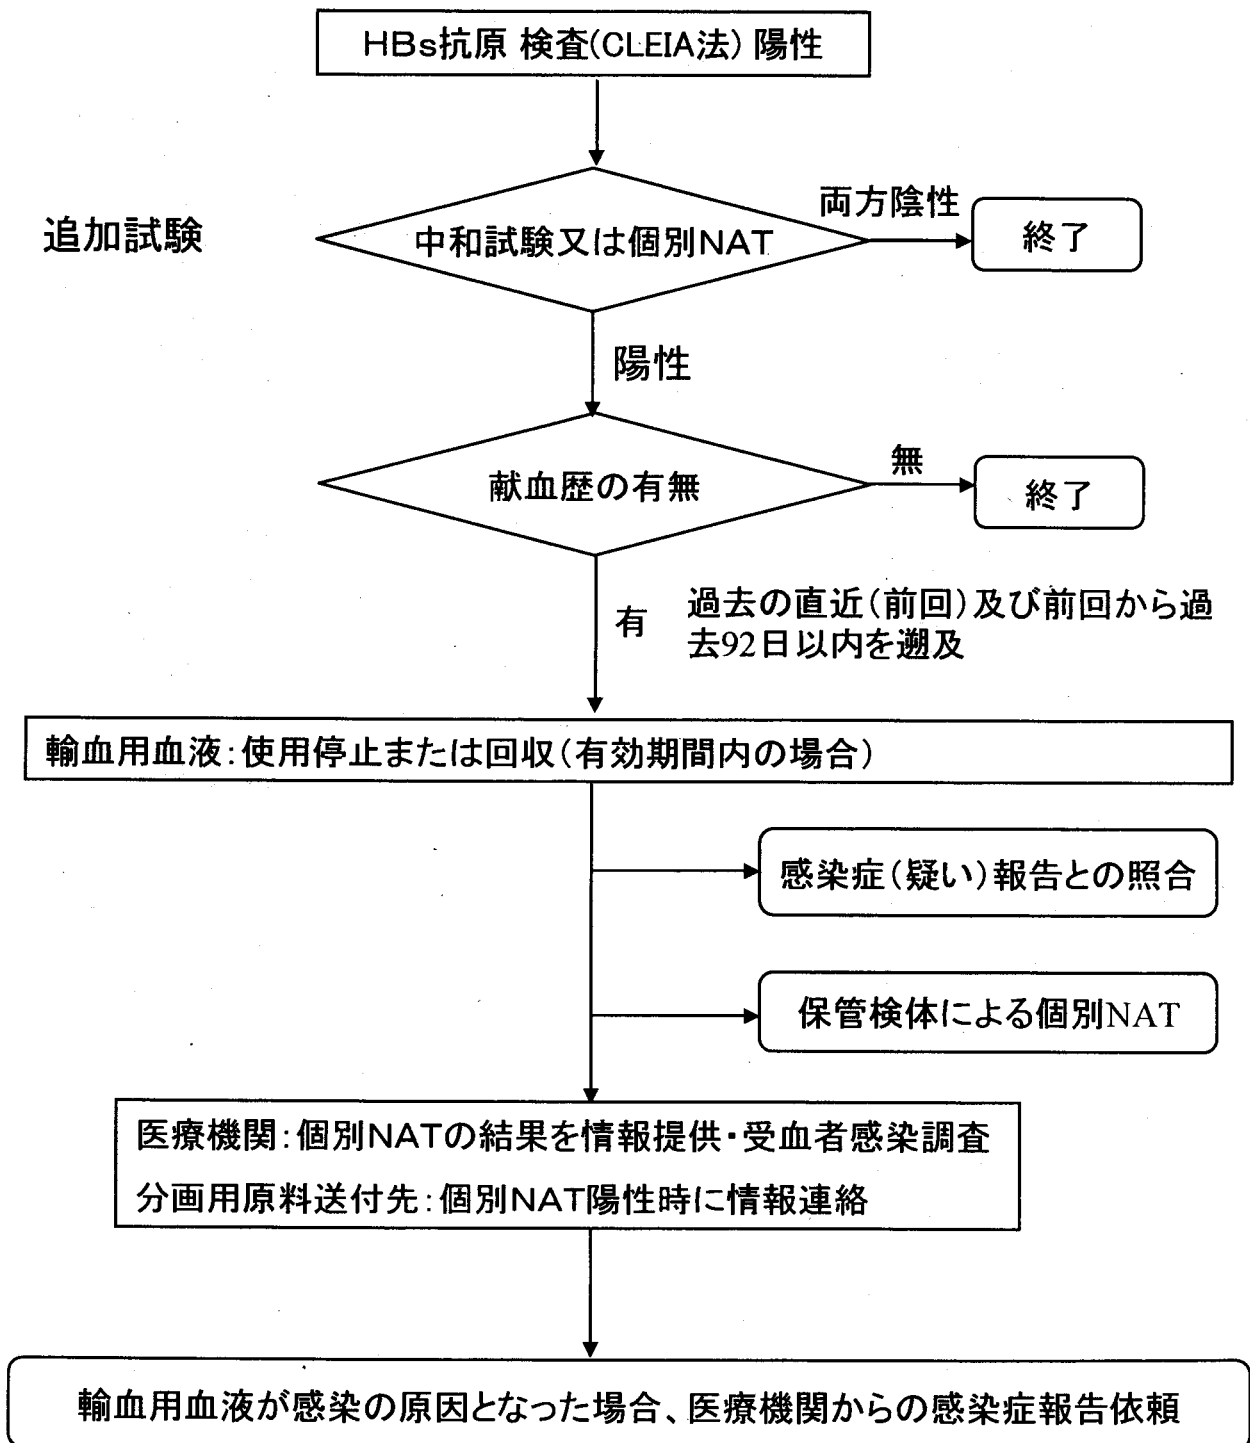 HBs抗原 検査(CLEIA法) 陽性
追加試験
中和試験又は個別NAT
両方陰性
終了
陽性
献血歴の有無
無
終了
有
過去の直近(前回)及び前回から過
去92日以内を遡及
輸血用血液:使用停止または回収(有効期間内の場合)
感染症(疑い)報告との照合
保管検体による個別NAT
医療機関:個別NATの結果を情報提供・受血者感染調査
分画用原料送付先:個別NAT陽性時に情報連絡
輸血用血液が感染の原因となった場合、医療機関からの感染症報告依頼